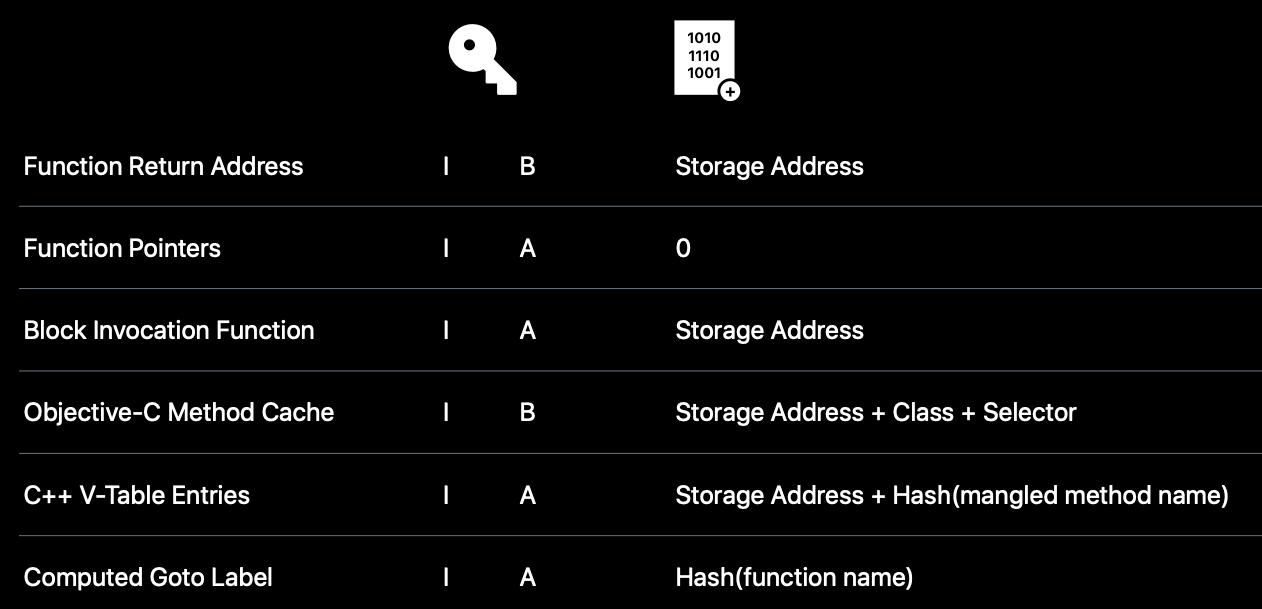 1010
1110
1001
+
Function Return Address I B Storage Address
Function Pointers I A 0
Block Invocation Function I A Storage Address
Objective-C Method Cache I B Storage Address + Class + Selector
C++ V-Table Entries I A Storage Address + Hash(mangled method name)
Computed Goto Label I A Hash(function name)